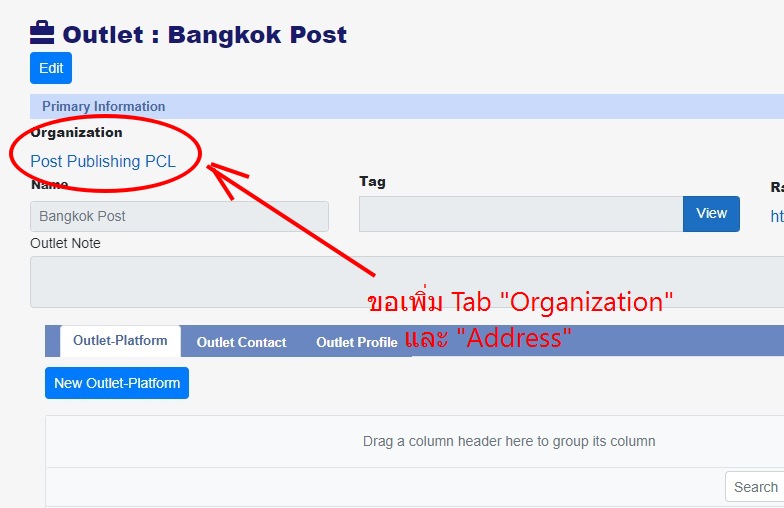 Outlet : Bangkok Post
Edit
Primary Information
Organization
Post Publishing PCL
Name
Tag
Bangkok Post
View
Outlet Note
ขอเพิ่ม Tab "Organization"
และ "Address"
Outlet-Platform
Outlet Contact
Outlet Profile
New Outlet-Platform
Drag a column header here to group its column
Search